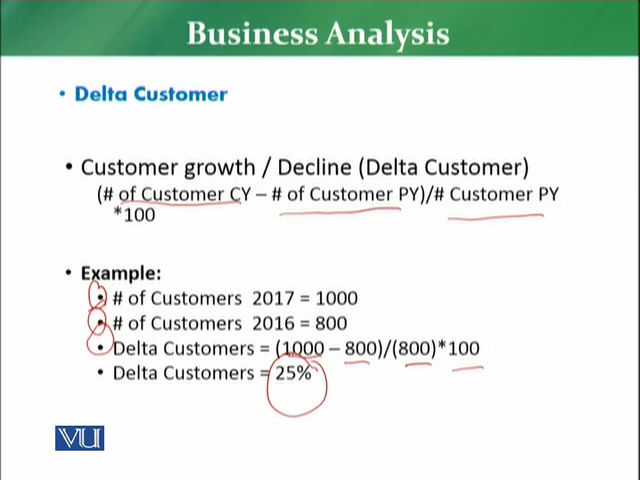 Business Analysis
• Delta Customer
• Customer growth / Decline (Delta Customer)
(# of Customer CY – # of Customer PY)/# Customer PY
*100
• Example:
• # of Customers 2017 = 1000
• # of Customers 2016 = 800
• Delta Customers = (1000 – 800)/(800)*100
• Delta Customers = 25%
VU